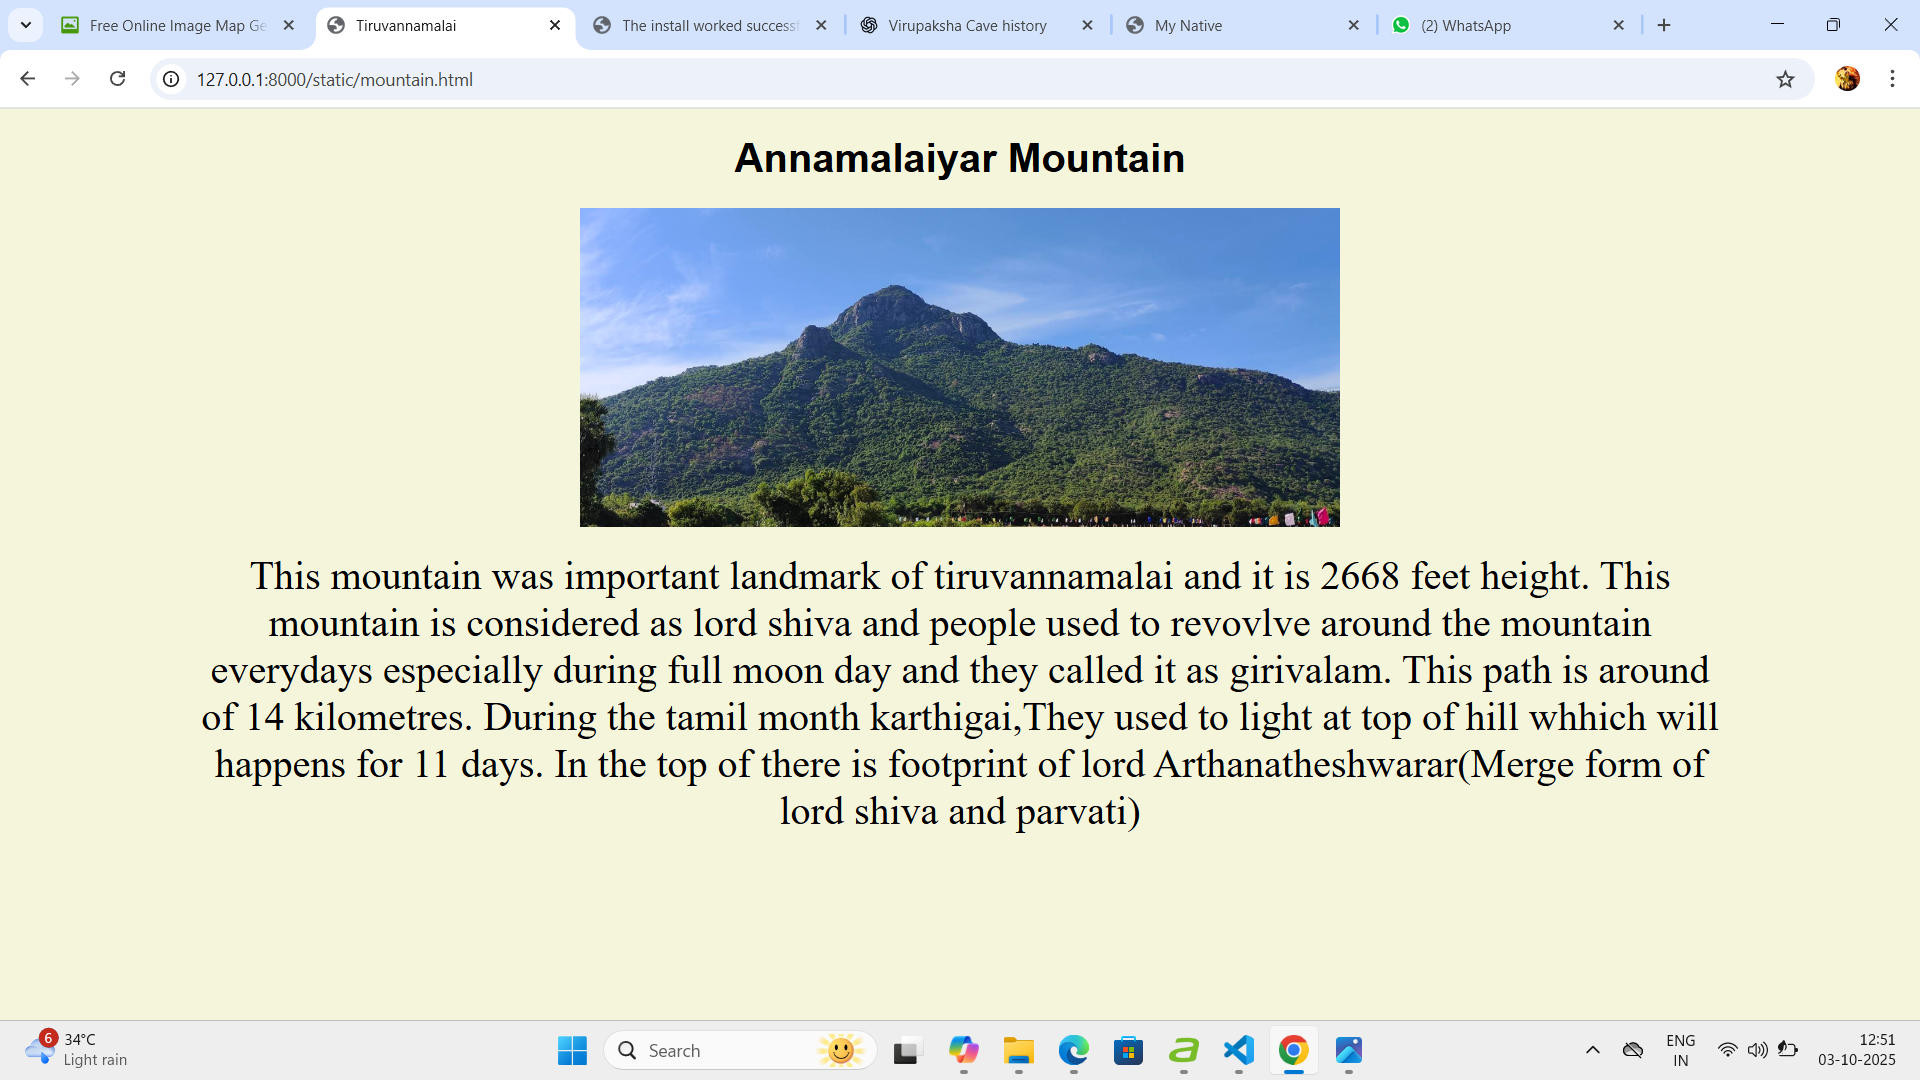 Free Online Image Map Ge
Tiruvannamalai
The install worked successf
Virupaksha Cave history
My Native
(2) WhatsApp
127.0.0.1:8000/static/mountain.html
Annamalaiyar Mountain
This mountain was important landmark of tiruvannamalai and it is 2668 feet height. This
mountain is considered as lord shiva and people used to revovlve around the mountain
everydays especially during full moon day and they called it as girivalam. This path is around
of 14 kilometres. During the tamil month karthigai,They used to light at top of hill whhich will
happens for 11 days. In the top of there is footprint of lord Arthanatheshwarar(Merge form of
lord shiva and parvati)
6
34°C
Light rain
Search
ENG
IN
12:51
03-10-2025